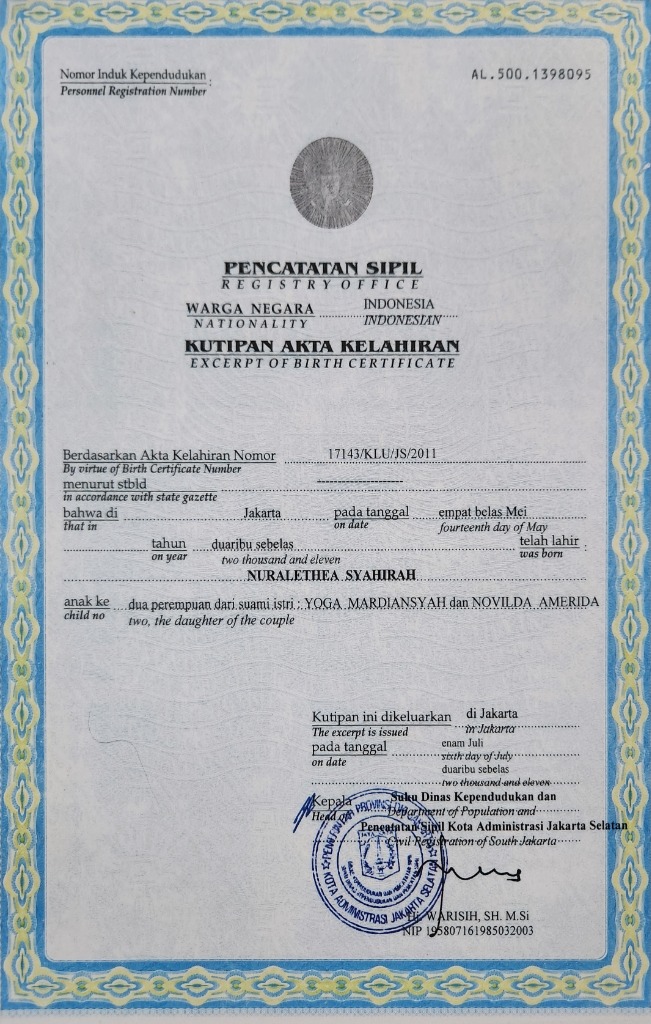 Nomor Induk Kependudukan :
Personnel Registration Number
AL.500.1398095
PENCATATAN SIPIL
REGISTRY OFFICE
WARGA NEGARA INDONESIA
NATIONALITY INDONESIAN
KUTIPAN AKTA KELAHIRAN
EXCERPT OF BIRTH CERTIFICATE
Berdasarkan Akta Kelahiran Nomor 17143/KLU/JS/2011
By virtue of Birth Certificate Number
menurut stbld --------------------
in accordance with state gazette
bahwa di Jakarta pada tanggal empat belas Mei
that in on date fourteenth day of May
tahun duaribu sebelas telah lahir :
on year two thousand and eleven was born
NURALETHEA SYAHIRAH
anak ke dua perempuan dari suami istri : YOGA MARDIANSYAH dan NOVILDA AMERIDA
child no two, the daughter of the couple
Kutipan ini dikeluarkan di Jakarta
The excerpt is issued in Jakarta
pada tanggal enam Juli
on date sixth day of July
duaribu sebelas
two thousand and eleven
Kepala Suku Dinas Kependudukan dan
Head of Department of Population and
Pencatatan Sipil Kota Administrasi Jakarta Selatan
Civil Registration of South Jakarta
KOTA ADMINISTRASI JAKARTA SELATAN
WARISIH, SH. M.Si
NIP 195807161985032003